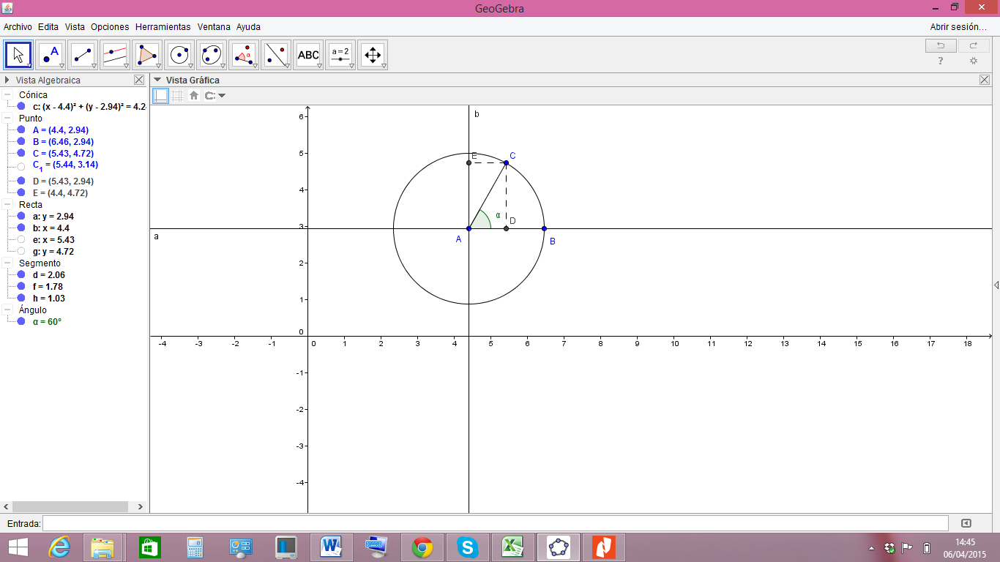 GeoGebra
Archivo Edita Vista Opciones Herramientas Ventana Ayuda
Abrir sesión...
A α ABC a = 2
?
Vista Algebraica
Vista Gráfica
Cónica
c: (x - 4.4)² + (y - 2.94)² = 4.2
Punto
A = (4.4, 2.94)
B = (6.46, 2.94)
C = (5.43, 4.72)
C₁ = (5.44, 3.14)
D = (5.43, 2.94)
E = (4.4, 4.72)
Recta
a: y = 2.94
b: x = 4.4
e: x = 5.43
g: y = 4.72
Segmento
d = 2.06
f = 1.78
h = 1.03
Ángulo
α = 60°
b
6
5
E C
4
α
3
D
A B
a
2
1
0
-4 -3 -2 -1 0 1 2 3 4 5 6 7 8 9 10 11 12 13 14 15 16 17 18
-1
-2
-3
-4
Entrada:
14:45
06/04/2015